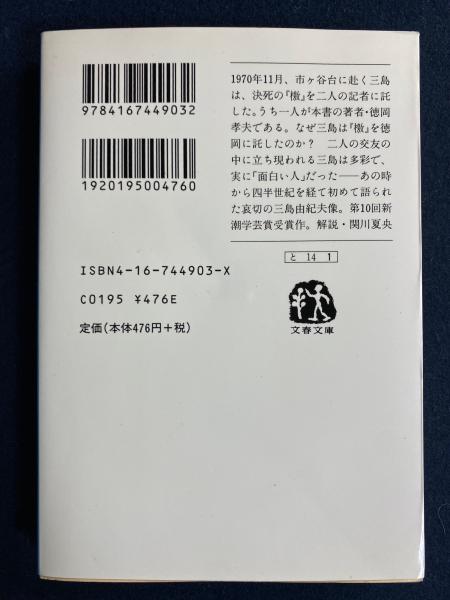 9784167449032
1920195004760
1970年11月、市ヶ谷台に赴く三島
は、決死の『檄』を二人の記者に託
した。うち一人が本書の著者・徳岡
孝夫である。なぜ三島は『檄』を徳
岡に託したのか？ 二人の交友の
中に立ち現われる三島は多彩で、
実に「面白い人」だった──あの時
から四半世紀を経て初めて語られ
た哀切の三島由紀夫像。第10回新
潮学芸賞受賞作。解説・関川夏央
と 14 1
ISBN4-16-744903-X
C0195 ¥476E
定価(本体476円+税)
文春文庫